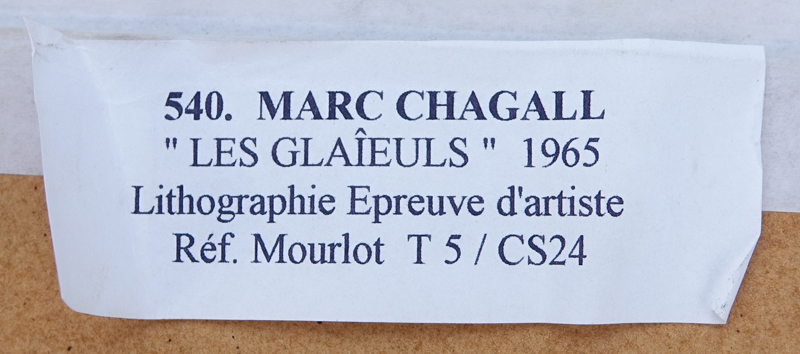 540. MARC CHAGALL
" LES GLAÎEULS " 1965
Lithographie Epreuve d'artiste
Réf. Mourlot T 5 / CS24